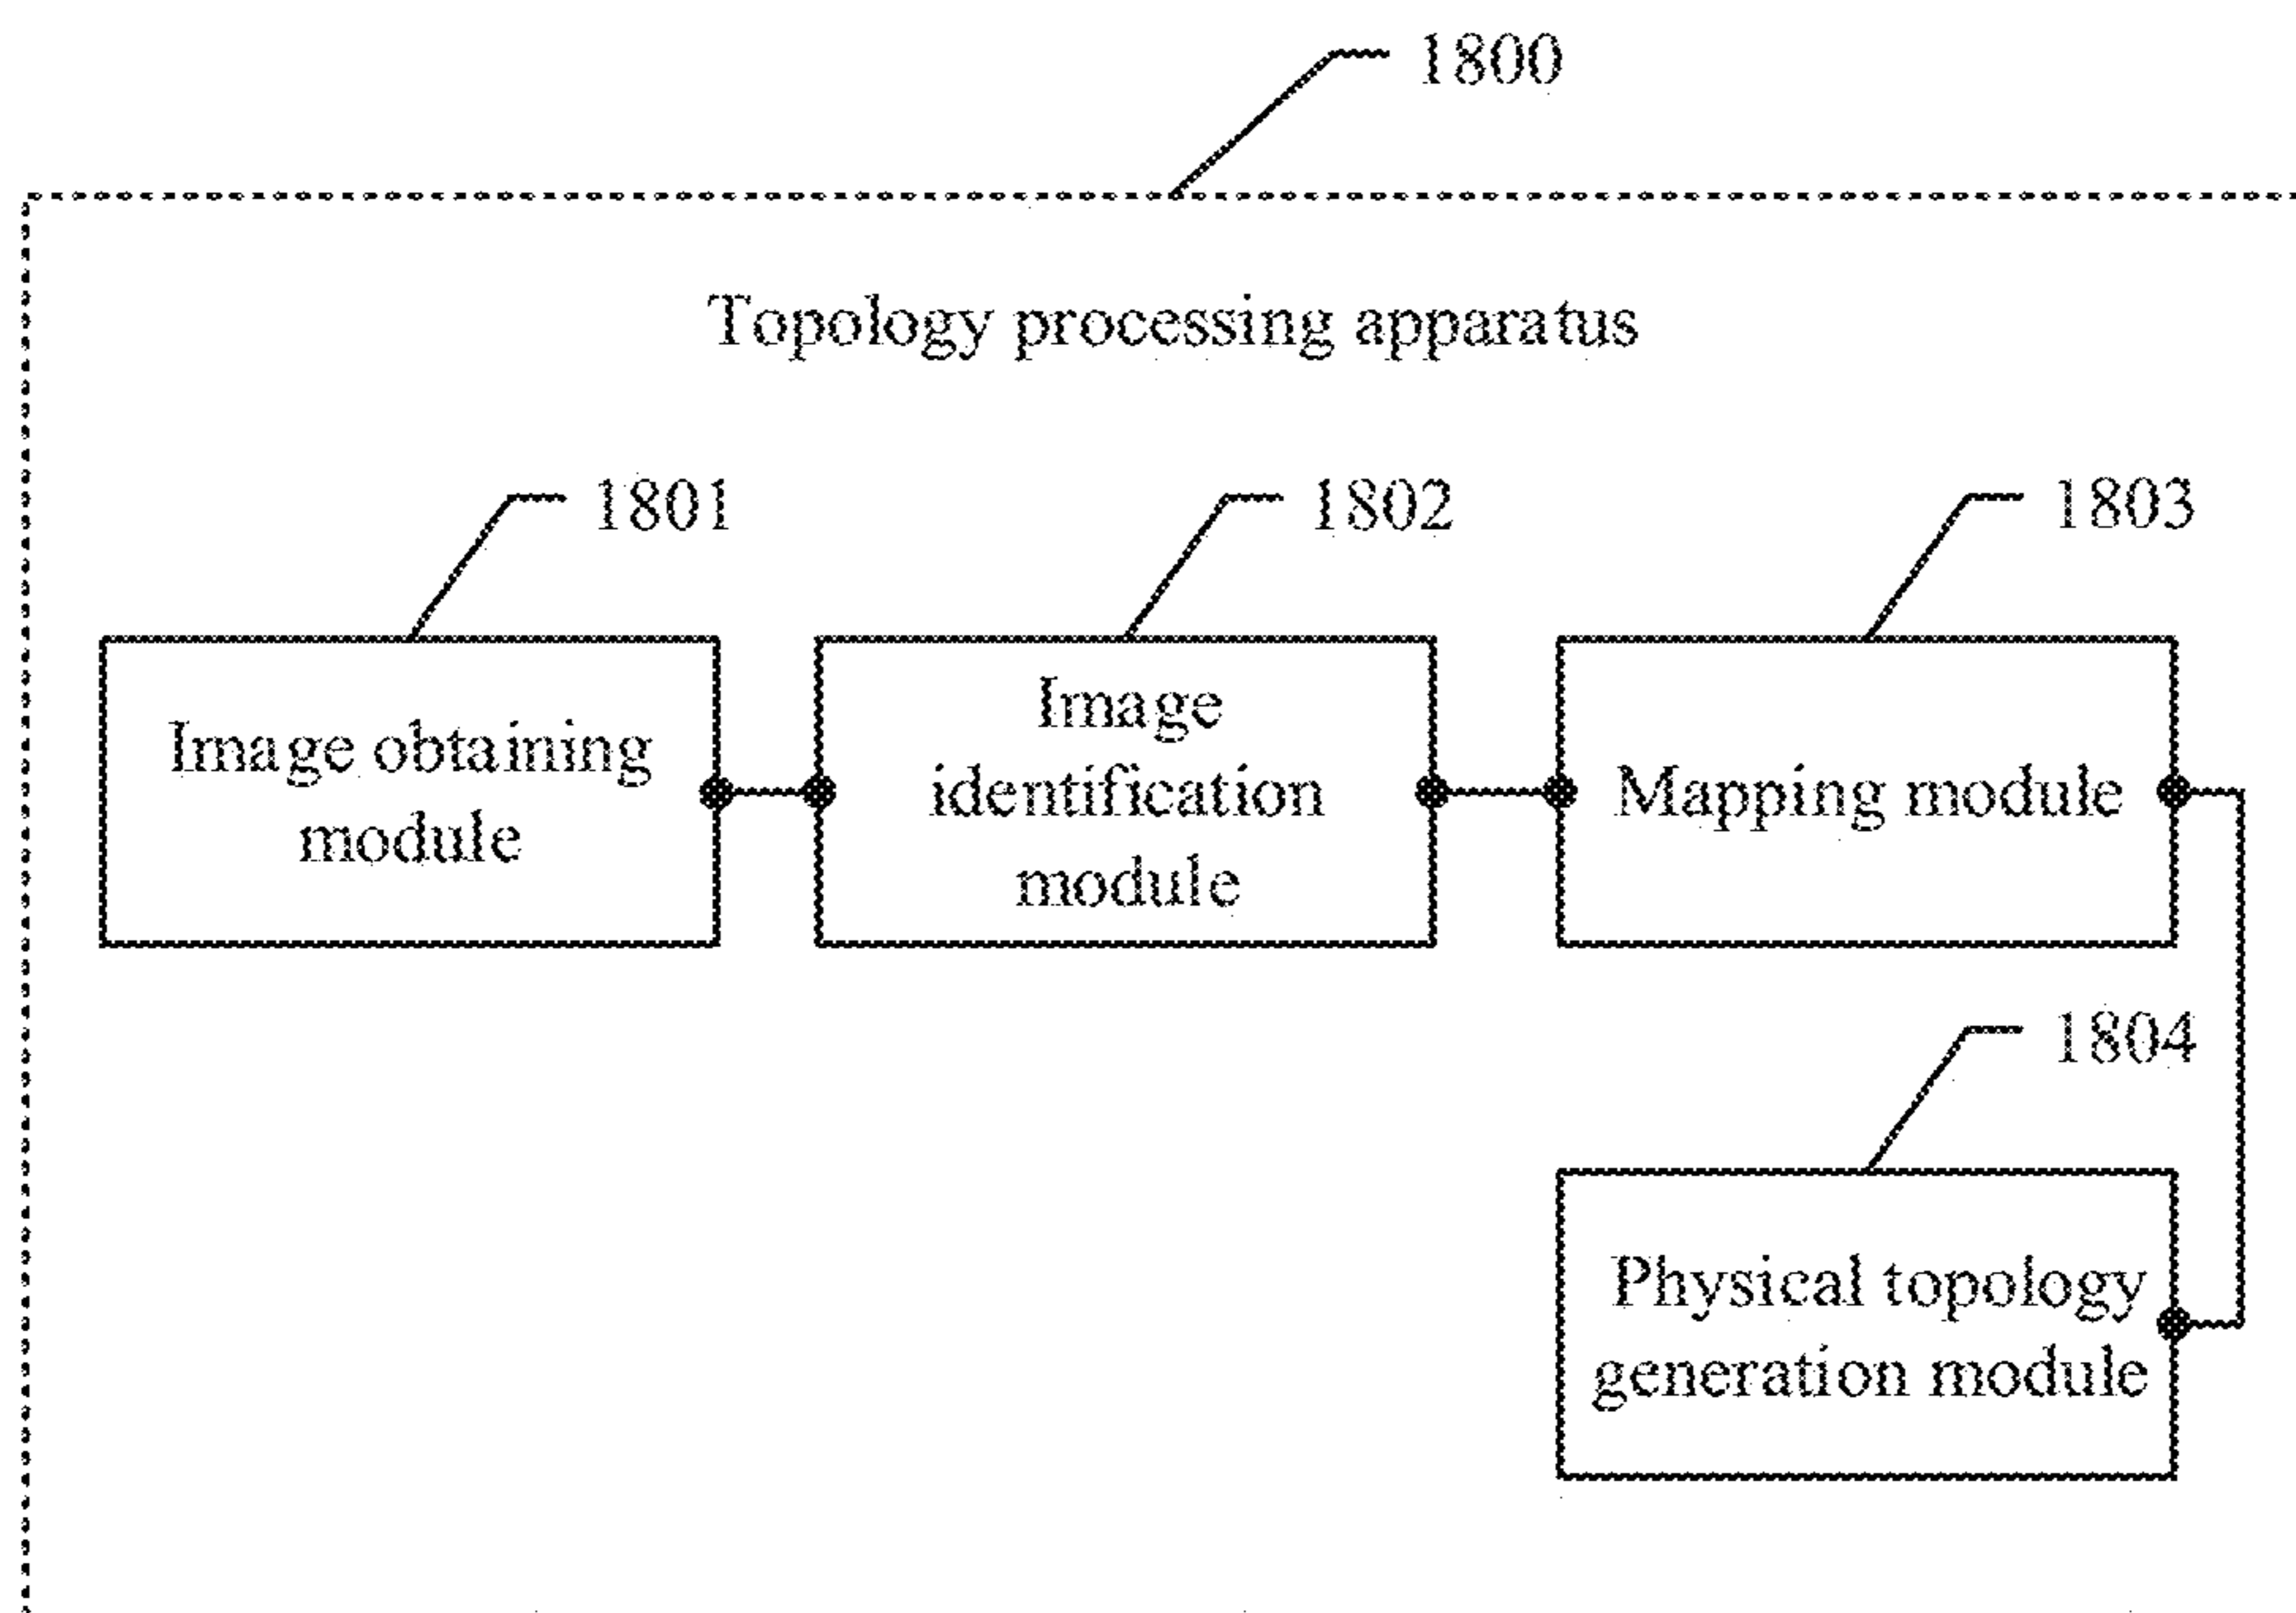 1800
Topology processing apparatus
1801
1802
1803
Image obtaining
module
Image
identification
module
Mapping module
1804
Physical topology
generation module